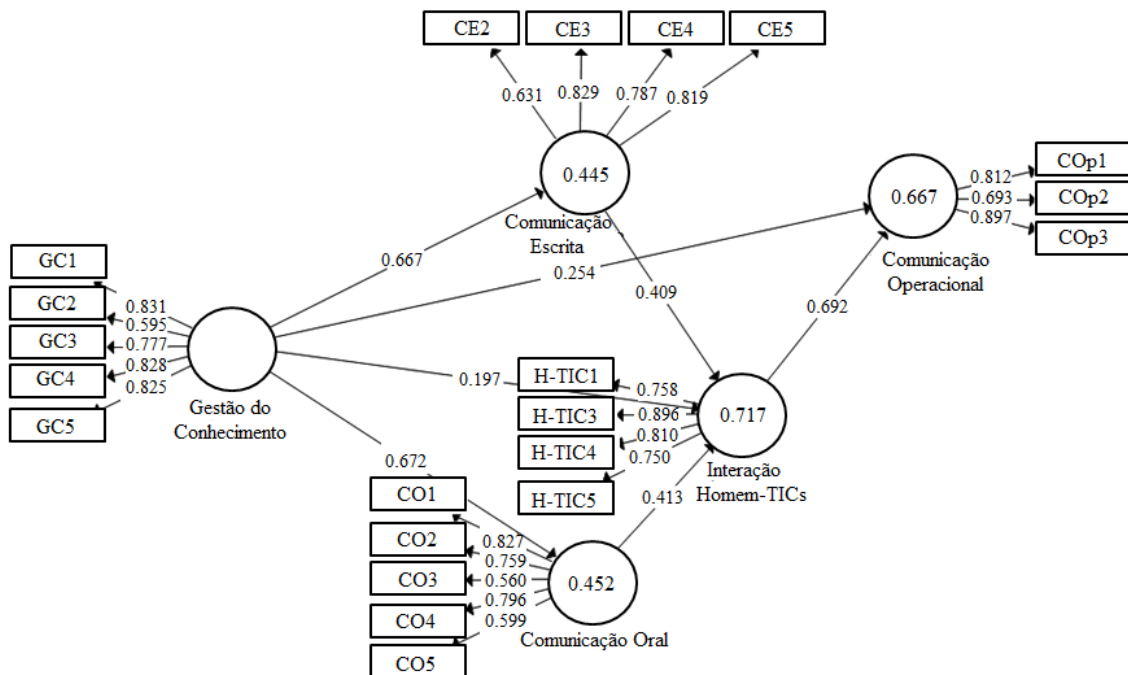 CE2
CE3
CE4
CE5
0.631
0.829
0.787
0.819
0.445
Comunicação
Escrita
COp1
COp2
COp3
0.812
0.693
0.897
0.667
Comunicação
Operacional
0.667
0.254
0.409
0.692
GC1
GC2
GC3
GC4
GC5
0.831
0.595
0.777
0.828
0.825
Gestão do
Conhecimento
0.197
H-TIC1
H-TIC3
H-TIC4
H-TIC5
0.758
0.896
0.810
0.750
0.717
Interação
Homem-TICs
0.672
0.413
CO1
CO2
CO3
CO4
CO5
0.827
0.759
0.560
0.796
0.599
0.452
Comunicação Oral